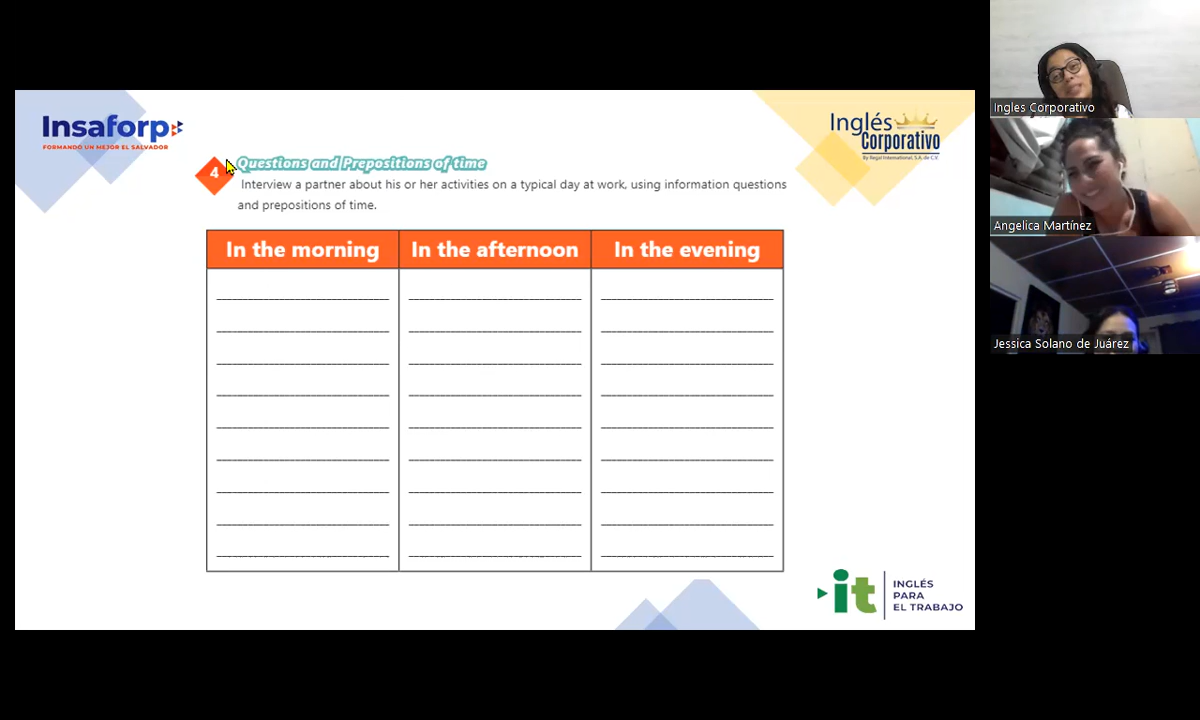 Insaforp
FORMANDO UN MEJOR EL SALVADOR
Inglés
Corporativo
By Regal International, S.A. de C.V.
4
Questions and Prepositions of time
Interview a partner about his or her activities on a typical day at work, using information questions
and prepositions of time.
In the morning
In the afternoon
In the evening
it
INGLÉS
PARA
EL TRABAJO
Ingles Corporativo
Angelica Martínez
Jessica Solano de Juárez